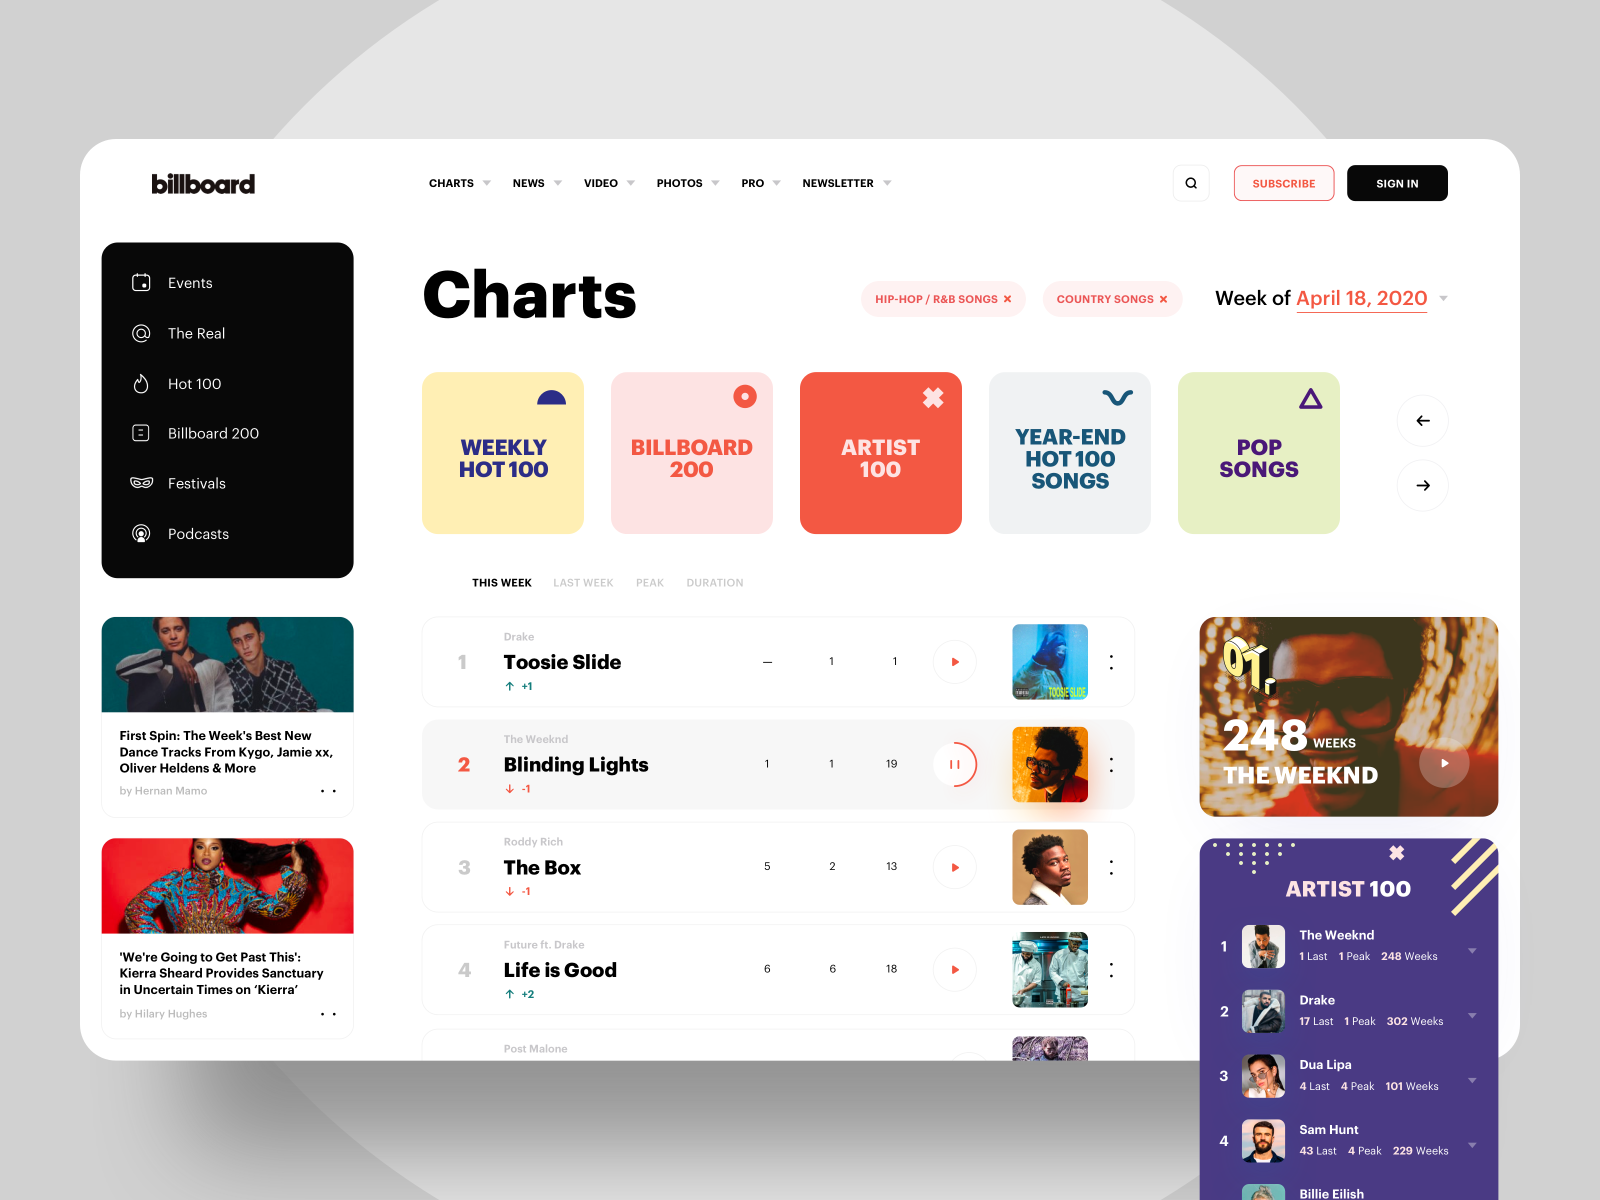 billboard
CHARTS
NEWS
VIDEO
PHOTOS
PRO
NEWSLETTER
SUBSCRIBE
SIGN IN
Events
The Real
Hot 100
Billboard 200
Festivals
Podcasts
First Spin: The Week's Best New
Dance Tracks From Kygo, Jamie xx,
Oliver Heldens & More
by Hernan Mamo
'We're Going to Get Past This':
Kierra Sheard Provides Sanctuary
in Uncertain Times on ‘Kierra’
by Hilary Hughes
Charts
HIP-HOP / R&B SONGS
COUNTRY SONGS
Week of April 18, 2020
WEEKLY
HOT 100
BILLBOARD
200
ARTIST
100
YEAR-END
HOT 100
SONGS
POP
SONGS
THIS WEEK
LAST WEEK
PEAK
DURATION
1
Drake
Toosie Slide
+1
— 1 1
TOOSIE SLIDE
2
The Weeknd
Blinding Lights
-1
1 1 19
3
Roddy Rich
The Box
-1
5 2 13
4
Future ft. Drake
Life is Good
+2
6 6 18
Post Malone
01.
248 WEEKS
THE WEEKND
ARTIST 100
1
The Weeknd
1 Last 1 Peak 248 Weeks
2
Drake
17 Last 1 Peak 302 Weeks
3
Dua Lipa
4 Last 4 Peak 101 Weeks
4
Sam Hunt
43 Last 4 Peak 229 Weeks
Billie Eilish